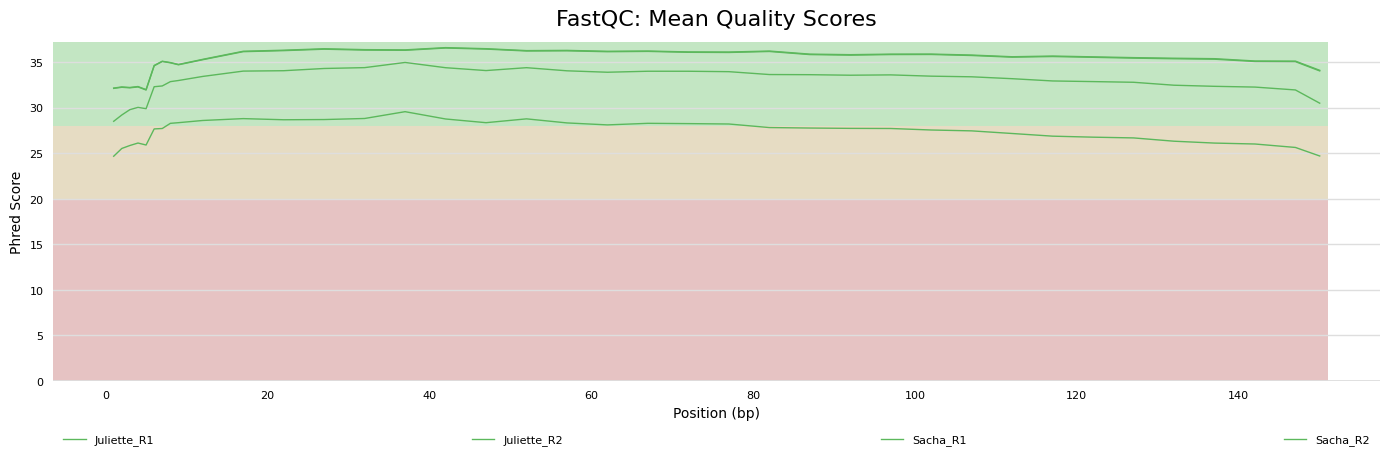 FastQC: Mean Quality Scores
Phred Score
35
30
25
20
15
10
5
0
0 20 40 60 80 100 120 140
Position (bp)
Juliette_R1 Juliette_R2 Sacha_R1 Sacha_R2